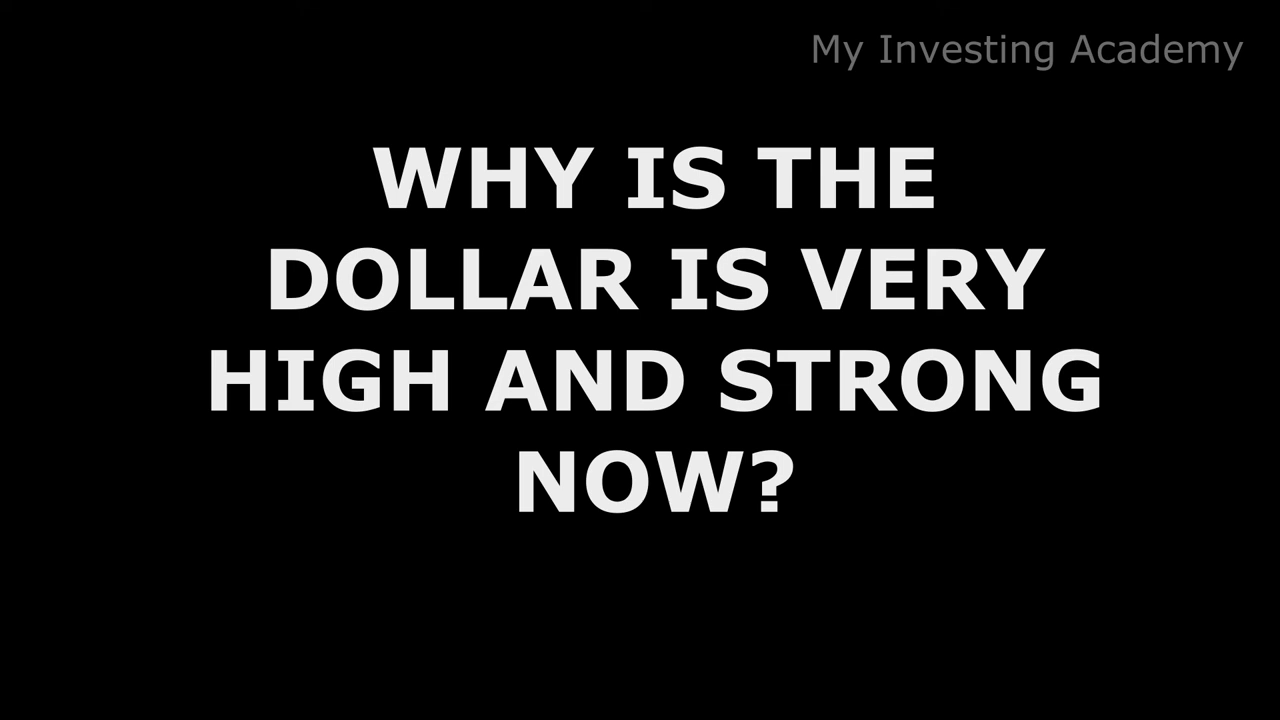 My Investing Academy
WHY IS THE
DOLLAR IS VERY
HIGH AND STRONG
NOW?